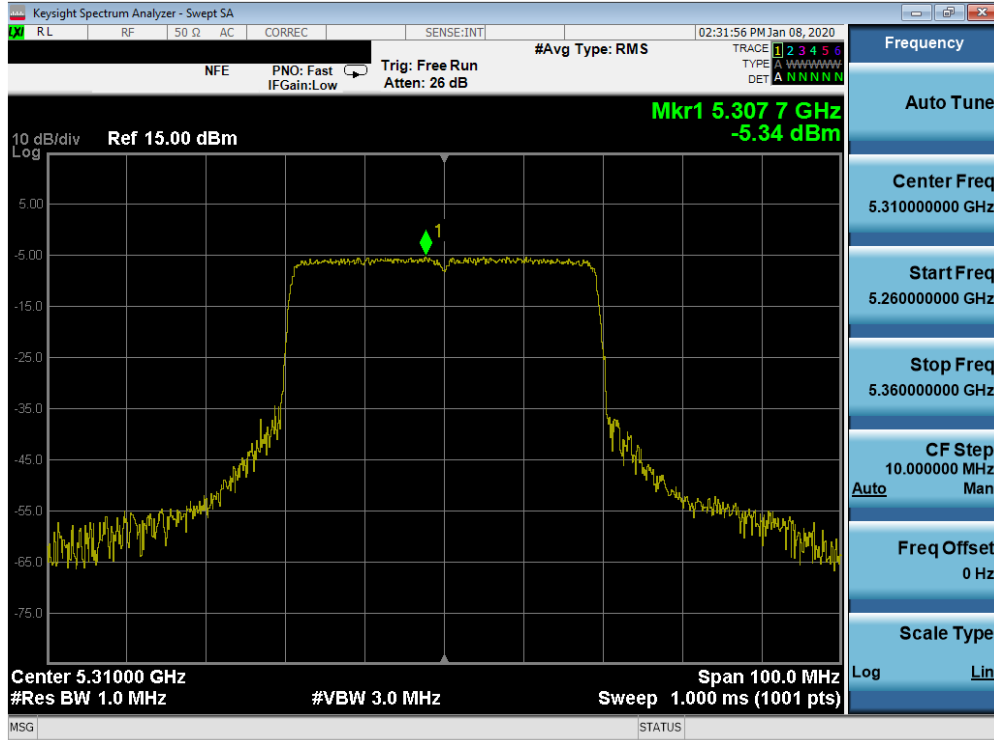 Keysight Spectrum Analyzer - Swept SA
LXI RL RF 50 Ω AC CORREC SENSE:INT 02:31:56 PM Jan 08, 2020
#Avg Type: RMS TRACE 1 2 3 4 5 6
NFE PNO: Fast Trig: Free Run TYPE A WWWWW
IFGain:Low Atten: 26 dB DET A N N N N N
Mkr1 5.307 7 GHz
10 dB/div Ref 15.00 dBm -5.34 dBm
Log
5.00
1
-5.00
-15.0
-25.0
-35.0
-45.0
-55.0
-65.0
-75.0
Center 5.31000 GHz Span 100.0 MHz
#Res BW 1.0 MHz #VBW 3.0 MHz Sweep 1.000 ms (1001 pts)
MSG STATUS
Frequency
Auto Tune
Center Freq
5.310000000 GHz
Start Freq
5.260000000 GHz
Stop Freq
5.360000000 GHz
CF Step
10.000000 MHz
Auto Man
Freq Offset
0 Hz
Scale Type
Log Lin